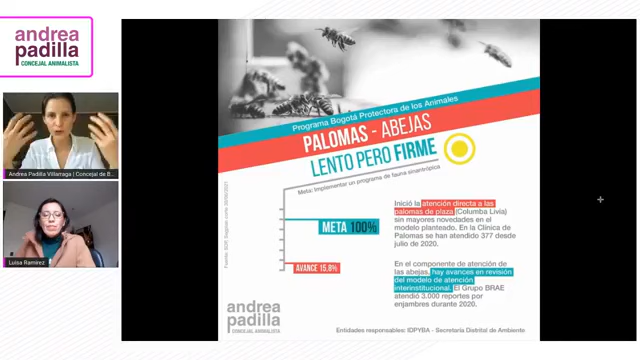 andrea
padilla
CONCEJAL ANIMALISTA
Andrea Padilla Villarraga | Concejal de B...
Luisa Ramírez
Programa Bogotá Protectora de los Animales
PALOMAS - ABEJAS
LENTO PERO FIRME
Meta: Implementar un programa de fauna sinantrópica
META 100%
AVANCE 15,8%
Inició la atención directa a las
palomas de plaza (Columba Livia)
sin mayores novedades en el
modelo planteado. En la Clínica de
Palomas se han atendido 377 desde
julio de 2020.
En el componente de atención de
las abejas, hay avances en revisión
del modelo de atención
interinstitucional. El Grupo BRAE
atendió 3.000 reportes por
enjambres durante 2020.
andrea
padilla
CONCEJAL ANIMALISTA
Entidades responsables: IDPYBA - Secretaría Distrital de Ambiente